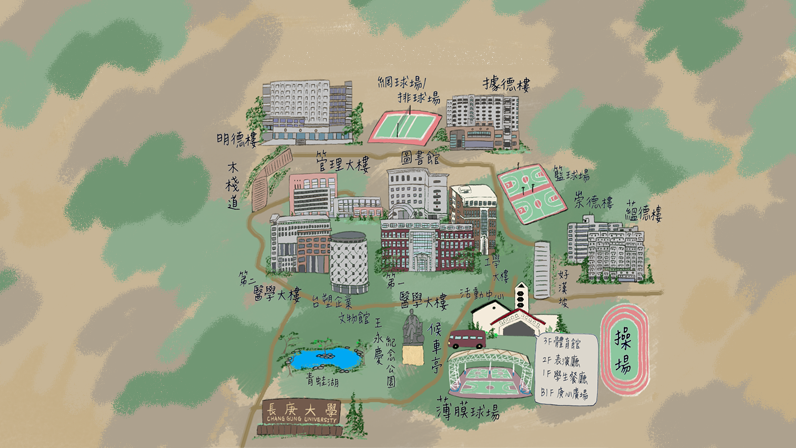 網球場/
排球場
據德樓
明德樓
木棧道
管理大樓
圖書館
籃球場
崇德樓
蘊德樓
第二
醫學大樓
台塑企業
文物館
第一
醫學大樓
工學
大樓
好漢坡
活動中心
王永慶
紀念公園
候車亭
3F 體育館
2F 表演廳
1F 學生餐廳
B1F 廣場
操場
青蛙湖
薄膜球場
長庚大學
CHANG GUNG UNIVERSITY